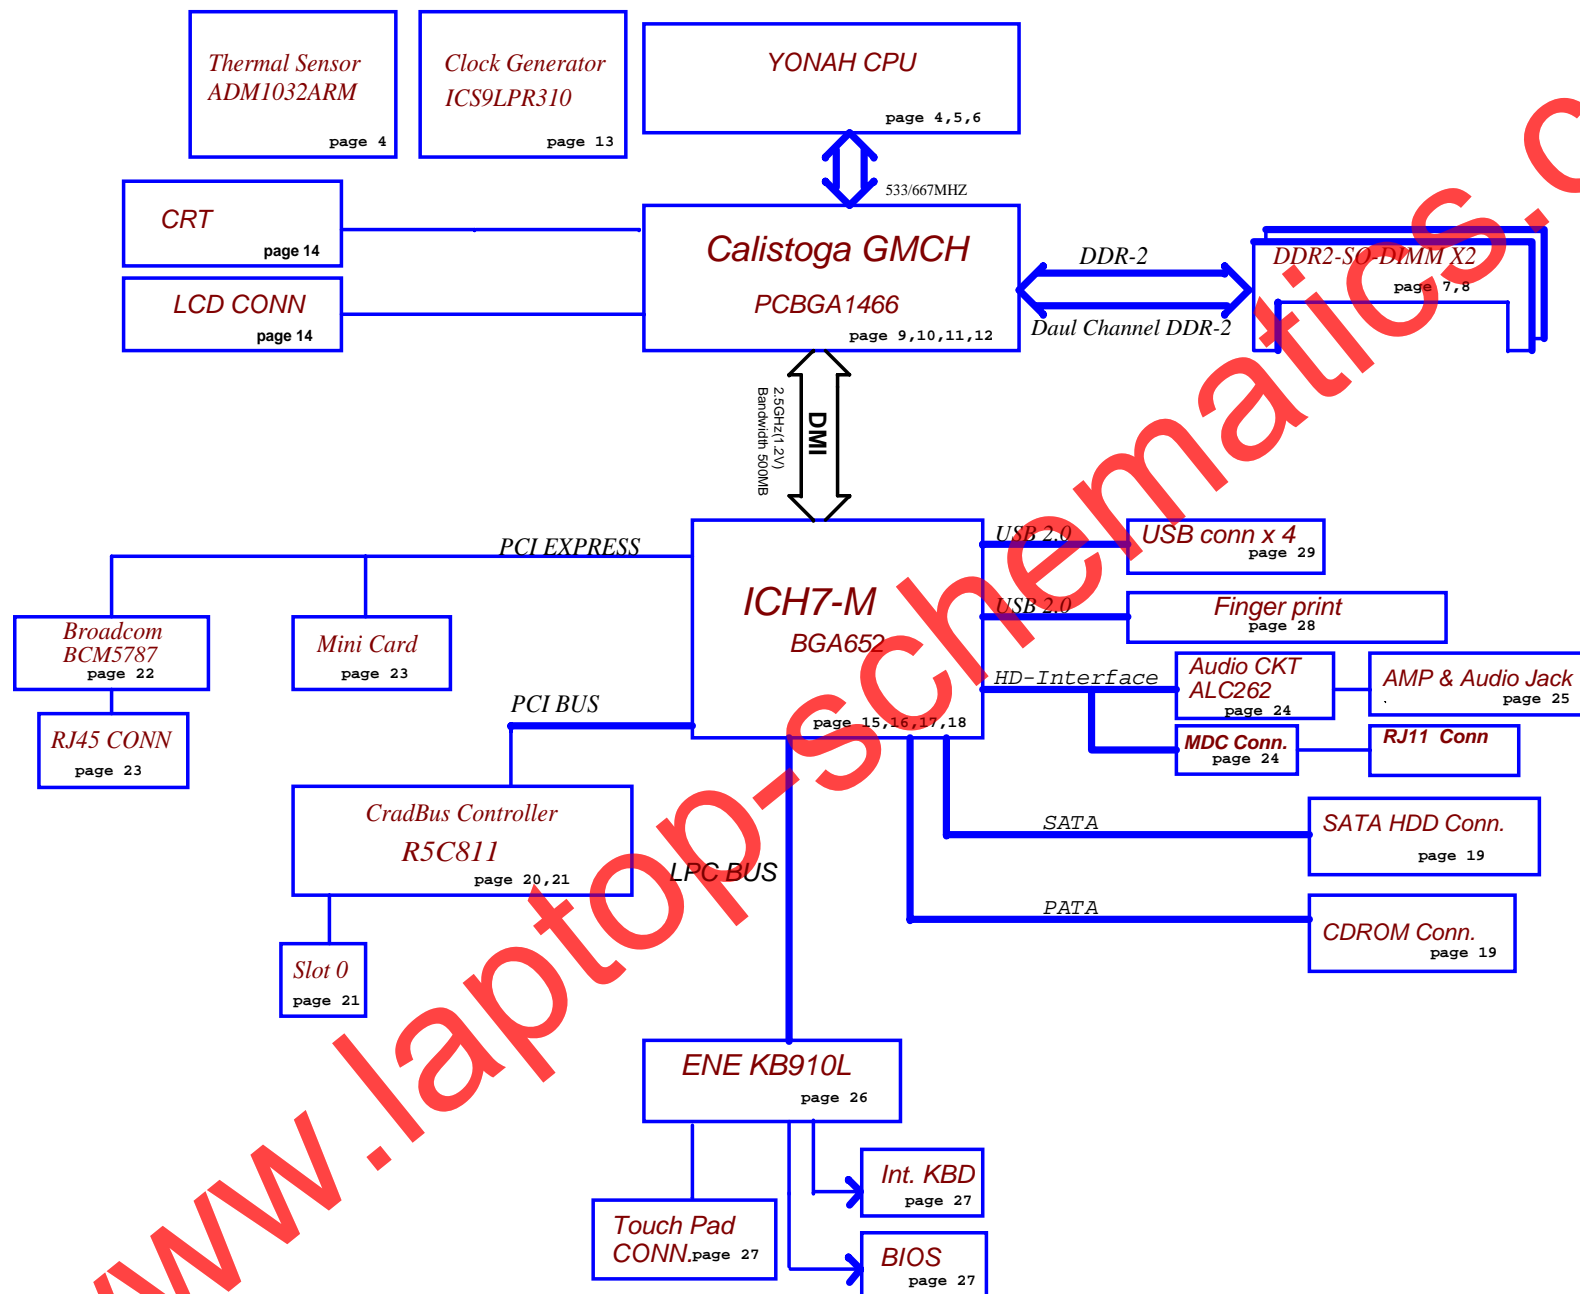 Thermal Sensor
ADM1032ARM
page 4
Clock Generator
ICS9LPR310
page 13
YONAH CPU
page 4,5,6
533/667MHZ
CRT
page 14
LCD CONN
page 14
Calistoga GMCH
PCBGA1466
page 9,10,11,12
DDR-2
Daul Channel DDR-2
DDR2-SO-DIMM X2
page 7,8
DMI
2.5GHz(1.2V)
Bandwidth 500MB
PCI EXPRESS
ICH7-M
BGA652
page 15,16,17,18
USB 2.0
USB conn x 4
page 29
USB 2.0
Finger print
page 28
Broadcom
BCM5787
page 22
Mini Card
page 23
RJ45 CONN
page 23
PCI BUS
HD-Interface
Audio CKT
ALC262
page 24
AMP & Audio Jack
page 25
MDC Conn.
page 24
RJ11 Conn
CradBus Controller
R5C811
page 20,21
Slot 0
page 21
LPC BUS
SATA
SATA HDD Conn.
page 19
PATA
CDROM Conn.
page 19
ENE KB910L
page 26
Int. KBD
page 27
Touch Pad
CONN.
page 27
BIOS
page 27
www.laptop-schematics.c